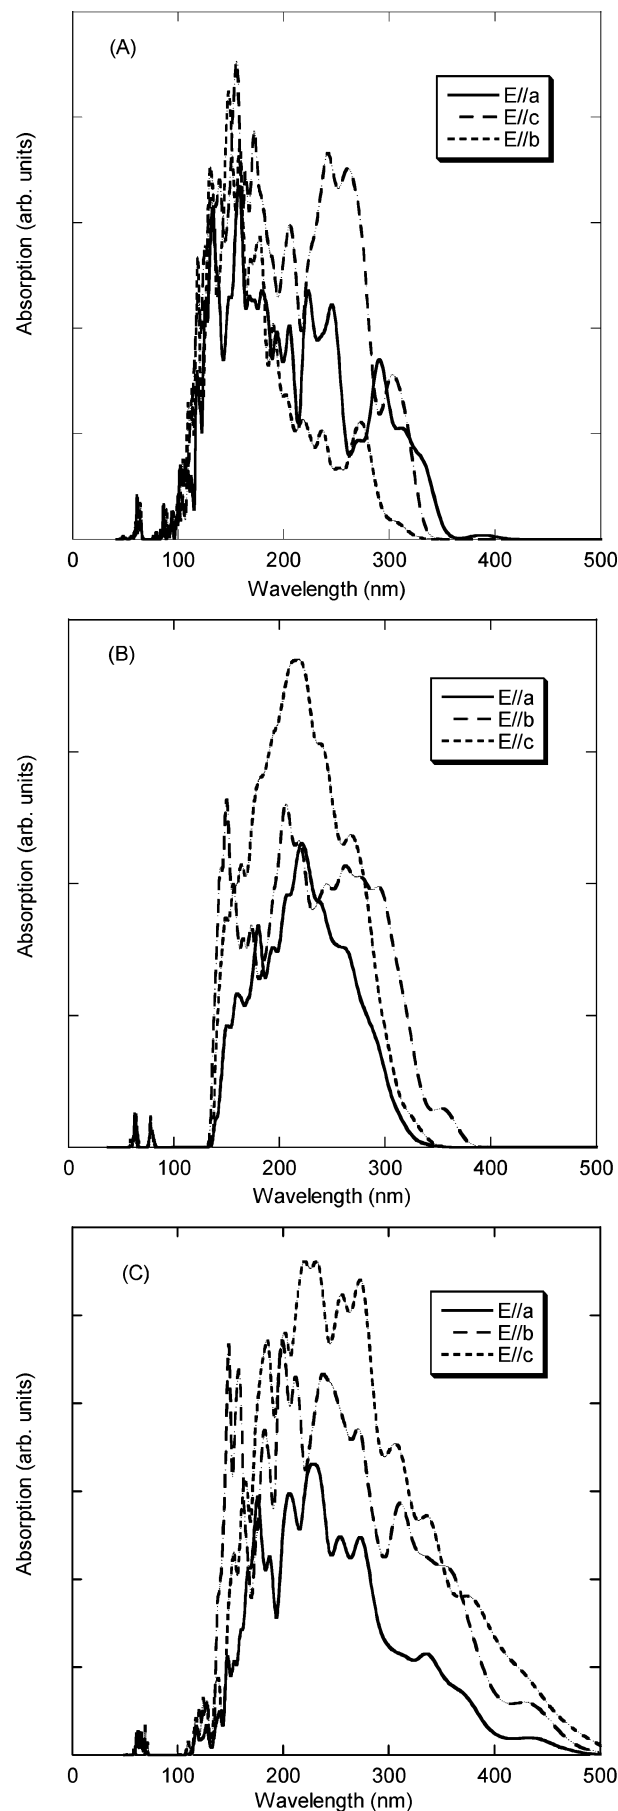 (A)
E//a
E//c
E//b
Absorption (arb. units)
0 100 200 300 400 500
Wavelength (nm)
(B)
E//a
E//b
E//c
Absorption (arb. units)
0 100 200 300 400 500
Wavelength (nm)
(C)
E//a
E//b
E//c
Absorption (arb. units)
0 100 200 300 400 500
Wavelength (nm)